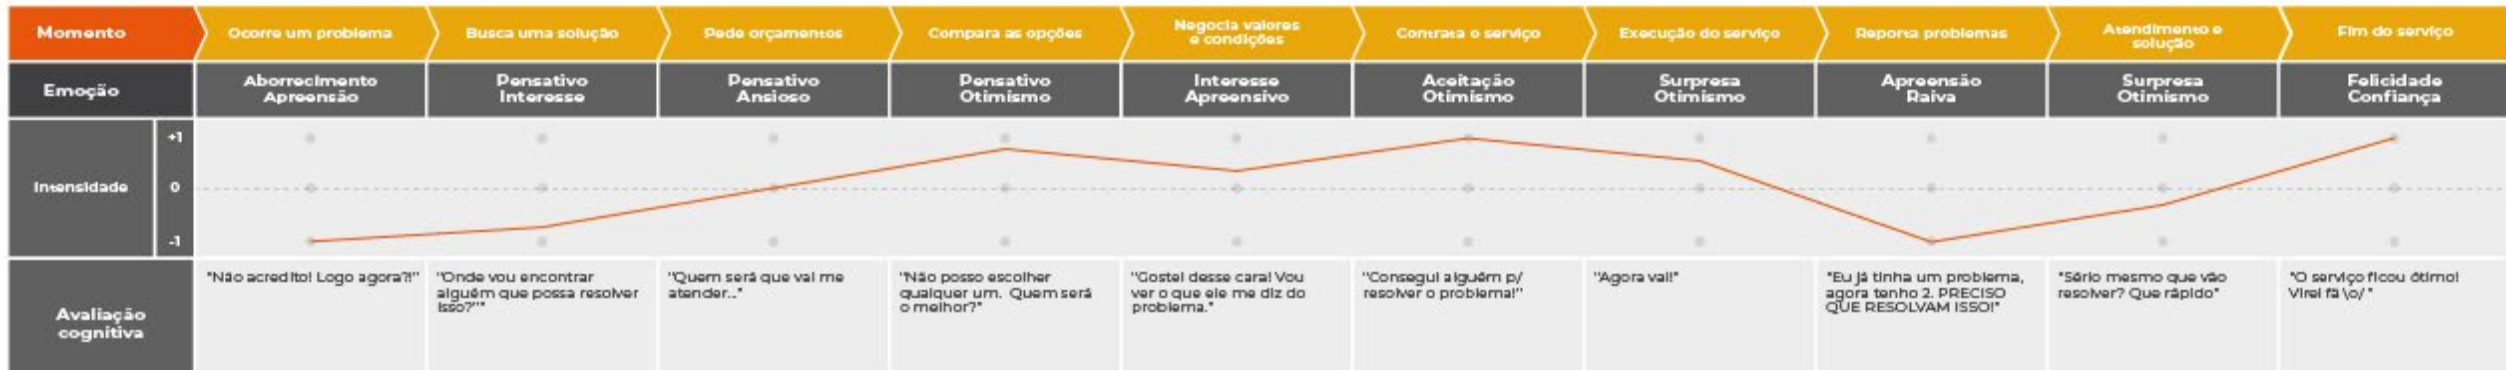 Momento
Ocorre um problema
Busca uma solução
Pede orçamentos
Compara as opções
Negocia valores
e condições
Contrata o serviço
Execução do serviço
Reporta problemas
Atendimento e
solução
Fim do serviço
Emoção
Aborrecimento
Apreensão
Pensativo
Interesse
Pensativo
Ansioso
Pensativo
Otimismo
Interesse
Apreensivo
Aceitação
Otimismo
Surpresa
Otimismo
Apreensão
Raiva
Surpresa
Otimismo
Felicidade
Confiança
Intensidade
+1
0
-1
Avaliação
cognitiva
"Não acredito! Logo agora?!"
"Onde vou encontrar
alguém que possa resolver
isso?""
"Quem será que vai me
atender..."
"Não posso escolher
qualquer um. Quem será
o melhor?"
"Gostei desse cara! Vou
ver o que ele me diz do
problema."
"Consegui alguém p/
resolver o problema!"
"Agora vai!"
"Eu já tinha um problema,
agora tenho 2. PRECISO
QUE RESOLVAM ISSO!"
"Sério mesmo que vão
resolver? Que rápido"
"O serviço ficou ótimo!
Virei fã \o/ "